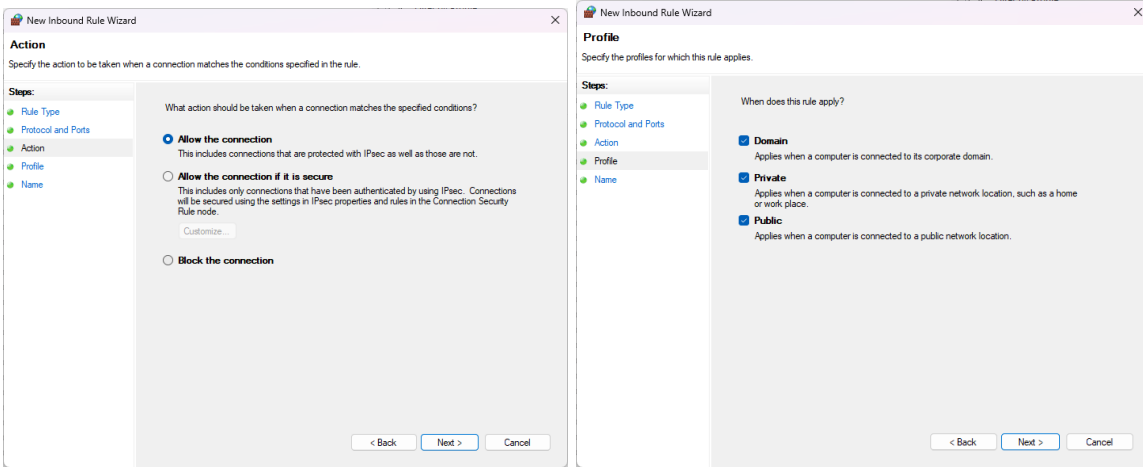 New Inbound Rule Wizard
Action
Specify the action to be taken when a connection matches the conditions specified in the rule.
Steps:
Rule Type
Protocol and Ports
Action
Profile
Name
What action should be taken when a connection matches the specified conditions?
Allow the connection
This includes connections that are protected with IPsec as well as those are not.
Allow the connection if it is secure
This includes only connections that have been authenticated by using IPsec. Connections
will be secured using the settings in IPsec properties and rules in the Connection Security
Rule node.
Customize...
Block the connection
< Back
Next >
Cancel
New Inbound Rule Wizard
Profile
Specify the profiles for which this rule applies.
Steps:
Rule Type
Protocol and Ports
Action
Profile
Name
When does this rule apply?
Domain
Applies when a computer is connected to its corporate domain.
Private
Applies when a computer is connected to a private network location, such as a home
or work place.
Public
Applies when a computer is connected to a public network location.
< Back
Next >
Cancel